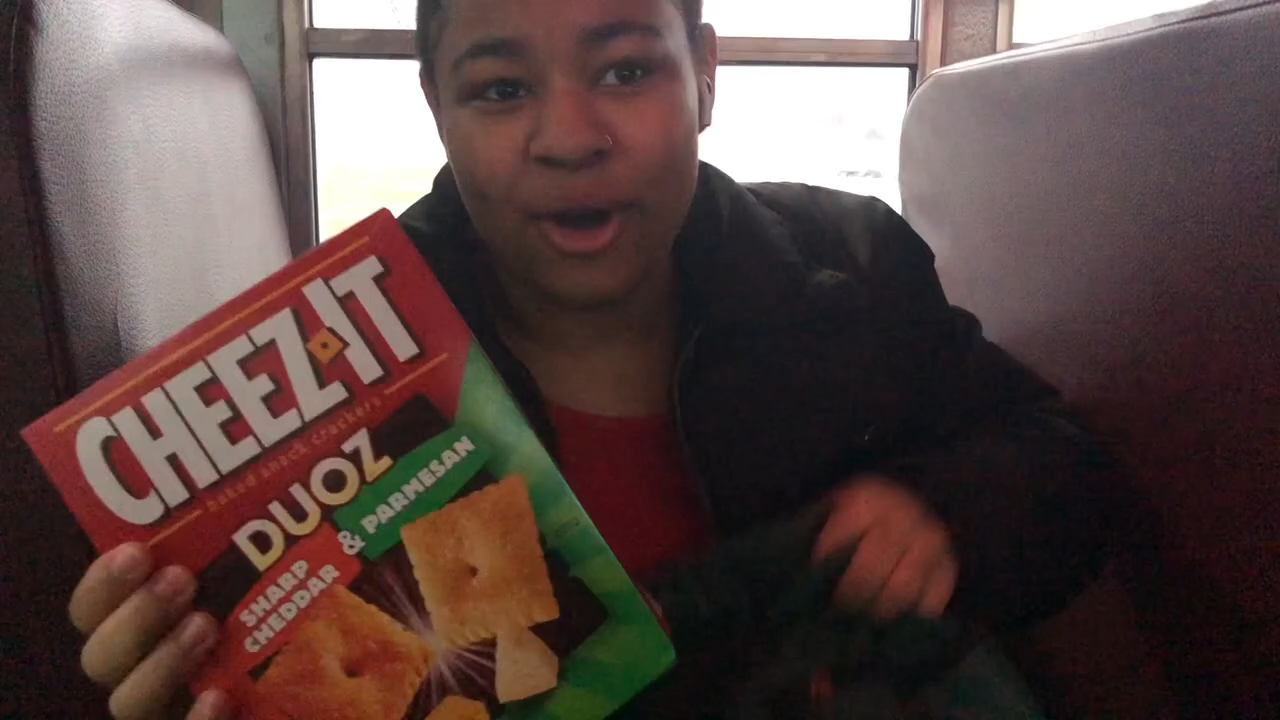 CHEEZ-IT
baked snack crackers
DUOZ
SHARP
CHEDDAR
& PARMESAN